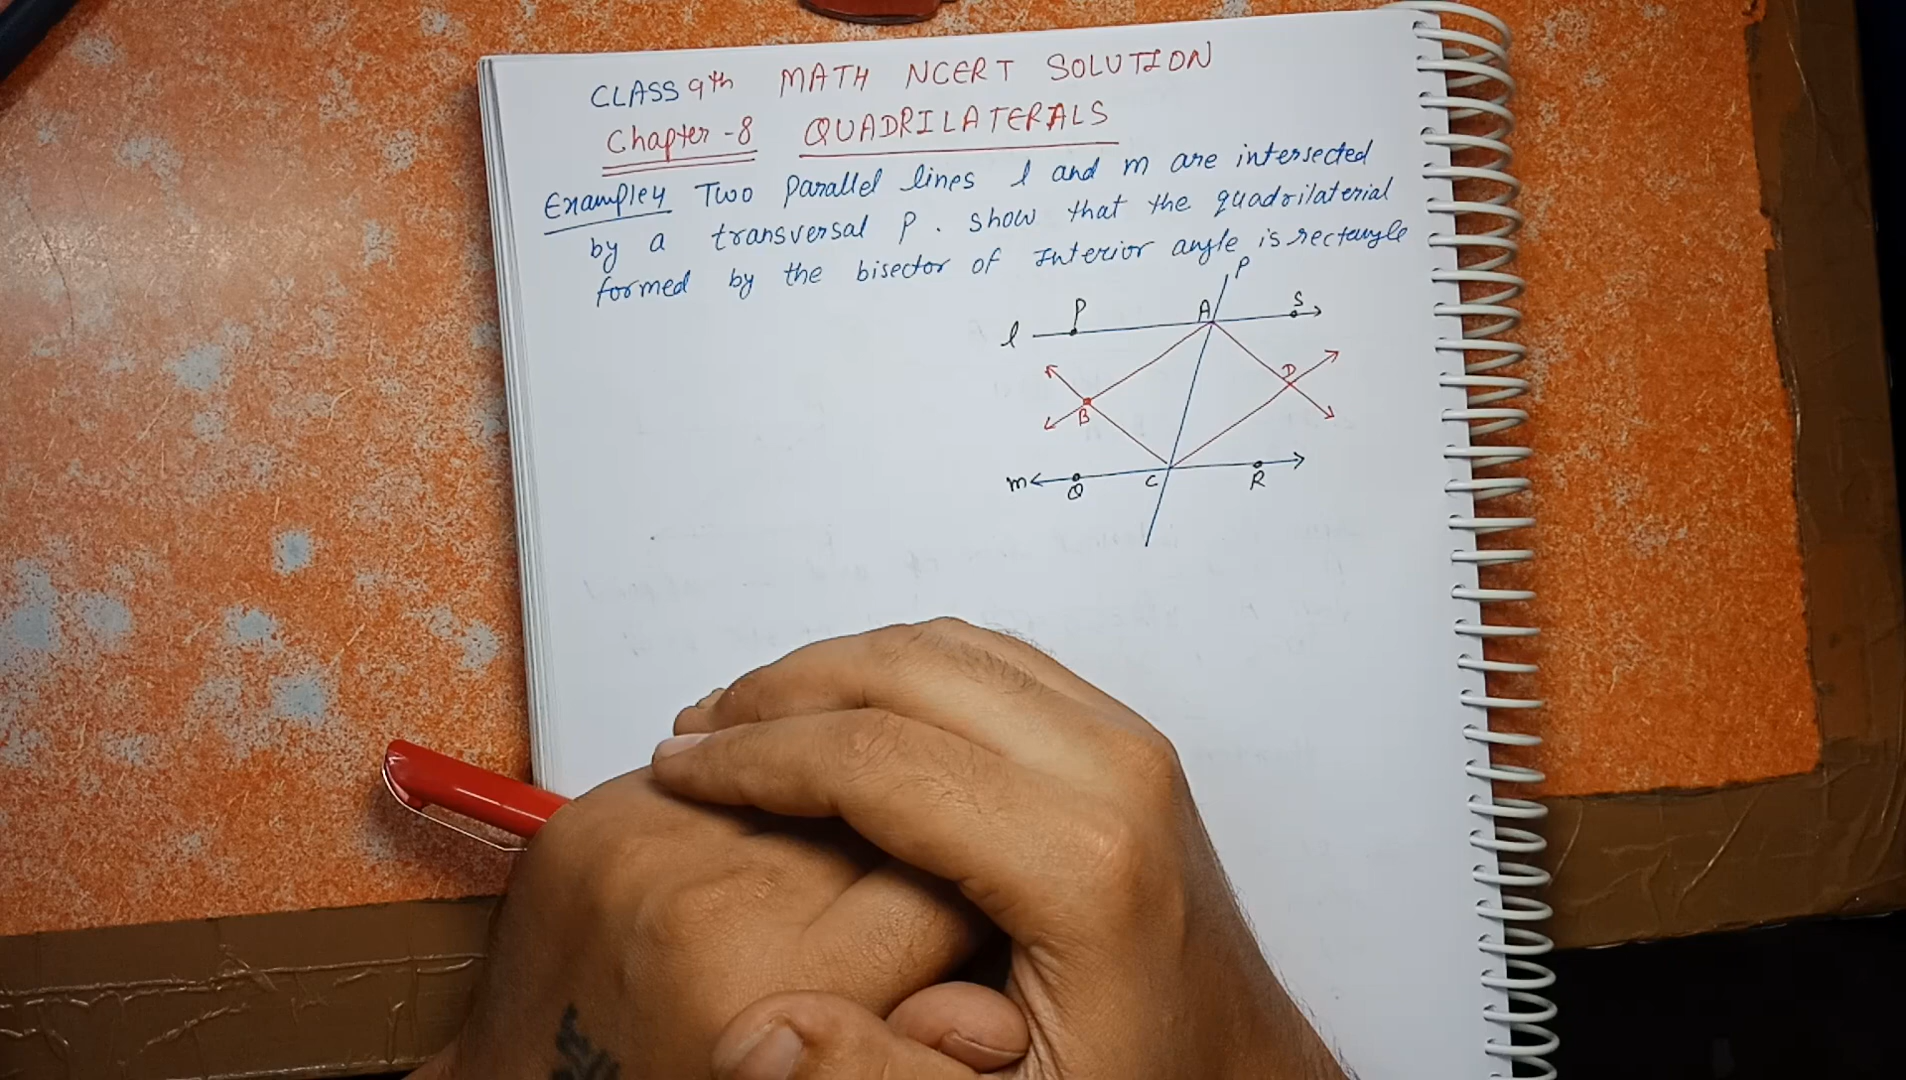 CLASS 9th MATH NCERT SOLUTION
Chapter-8 QUADRILATERALS
Example4 Two parallel lines l and m are intersected
by a transversal P. show that the quadrilaterial
formed by the bisector of Interior angle is rectangle
P
l P A S
D
B
m Q C R